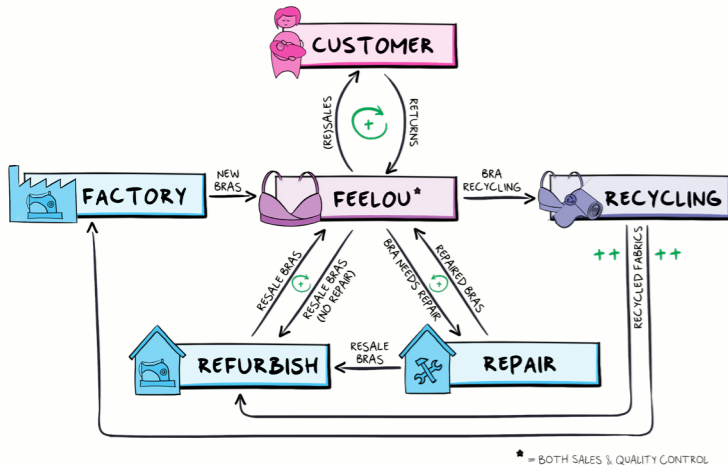 CUSTOMER
(RE)SALES
+
RETURNS
FACTORY
NEW
BRAS
FEELOU*
BRA
RECYCLING
RECYCLING
RESALE BRAS
+
RESALE BRAS
(NO REPAIR)
BRA NEEDS REPAIR
+
REPAIRED BRAS
++
RECYCLED FABRICS
++
REFURBISH
RESALE
BRAS
REPAIR
* = BOTH SALES & QUALITY CONTROL